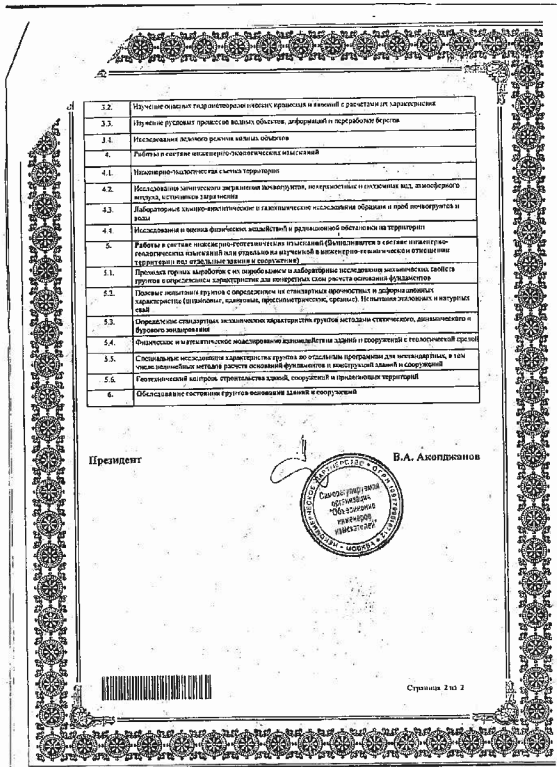 3.2. Изучение опасных гидрометеорологических процессов и явлений с расчетами их характеристик
3.3. Изучение русловых процессов водных объектов, деформаций и переработки берегов
3.4. Исследования ледового режима водных объектов
4. Работы в составе инженерно-экологических изысканий
4.1. Инженерно-экологическая съемка территории
4.2. Исследования химического загрязнения почвогрунтов, поверхностных и подземных вод, атмосферного
воздуха, источников загрязнения
4.3. Лабораторные химико-аналитические и газохимические исследования образцов и проб почвогрунтов и
воды
4.4. Исследования и оценка физических воздействий и радиационной обстановки на территории
5. Работы в составе инженерно-геотехнических изысканий (Выполняются в составе инженерно-
геологических изысканий или отдельно на изученной в инженерно-геологическом отношении
территории под отдельные здания и сооружения)
5.1. Проходка горных выработок с их опробованием и лабораторные исследования механических свойств
грунтов с определением характеристик для конкретных схем расчета оснований фундаментов
5.2. Полевые испытания грунтов с определением их стандартных прочностных и деформационных
характеристик (штамповые, сдвиговые, прессиометрические, срезные). Испытания эталонных и натурных
свай
5.3. Определение стандартных механических характеристик грунтов методами статического, динамического и
бурового зондирования
5.4. Физическое и математическое моделирование взаимодействия зданий и сооружений с геологической средой
5.5. Специальные исследования характеристик грунтов по отдельным программам для нестандартных, в том
числе нелинейных методов расчета оснований фундаментов и конструкций зданий и сооружений
5.6. Геотехнический контроль строительства зданий, сооружений и прилегающих территорий
6. Обследование состояния грунтов основания зданий и сооружений
Президент В.А. Акопджанов
НЕКОММЕРЧЕСКОЕ ПАРТНЕРСТВО • ОГРН
Саморегулируемая
организация
"Объединение
инженеров
изыскателей"
• МОСКВА •
Страница 2 из 2